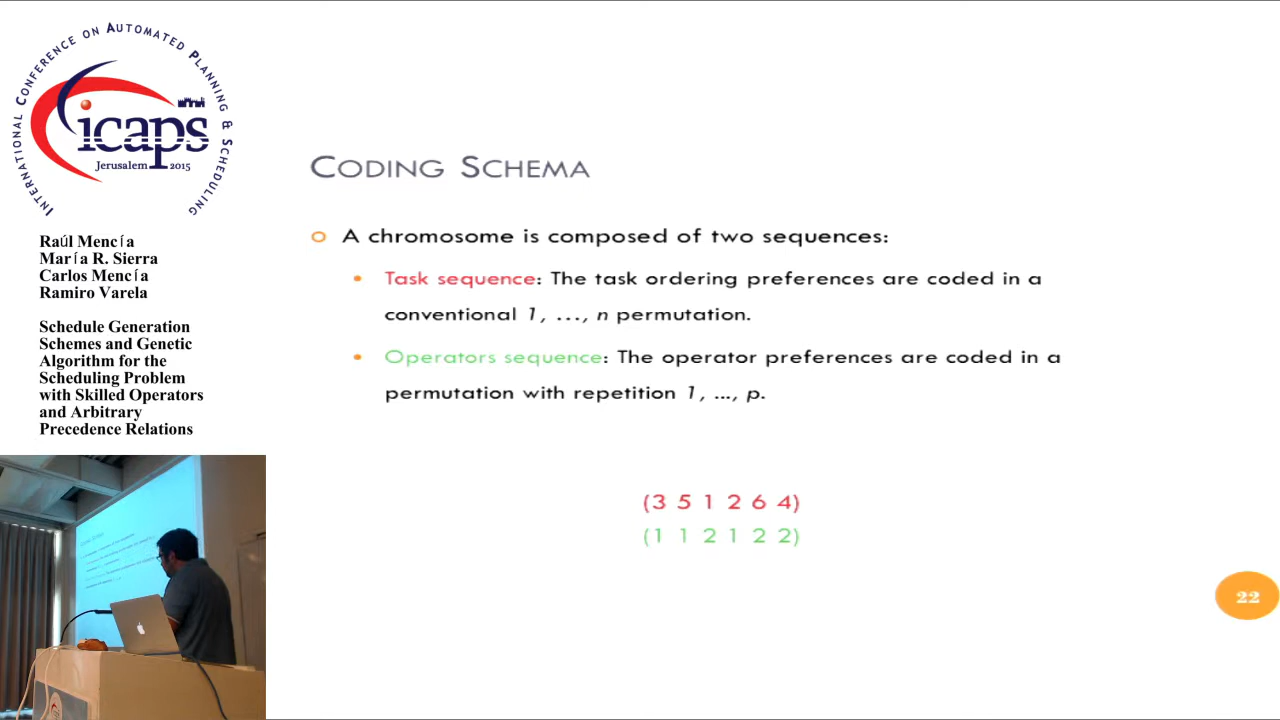 INTERNATIONAL CONFERENCE ON AUTOMATED PLANNING & SCHEDULING
icaps
Jerusalem 2015
Raúl Mencía
María R. Sierra
Carlos Mencía
Ramiro Varela
Schedule Generation
Schemes and Genetic
Algorithm for the
Scheduling Problem
with Skilled Operators
and Arbitrary
Precedence Relations
CODING SCHEMA
A chromosome is composed of two sequences:
Task sequence: The task ordering preferences are coded in a
conventional 1, …, n permutation.
Operators sequence: The operator preferences are coded in a
permutation with repetition 1, ..., p.
(3 5 1 2 6 4)
(1 1 2 1 2 2)
22